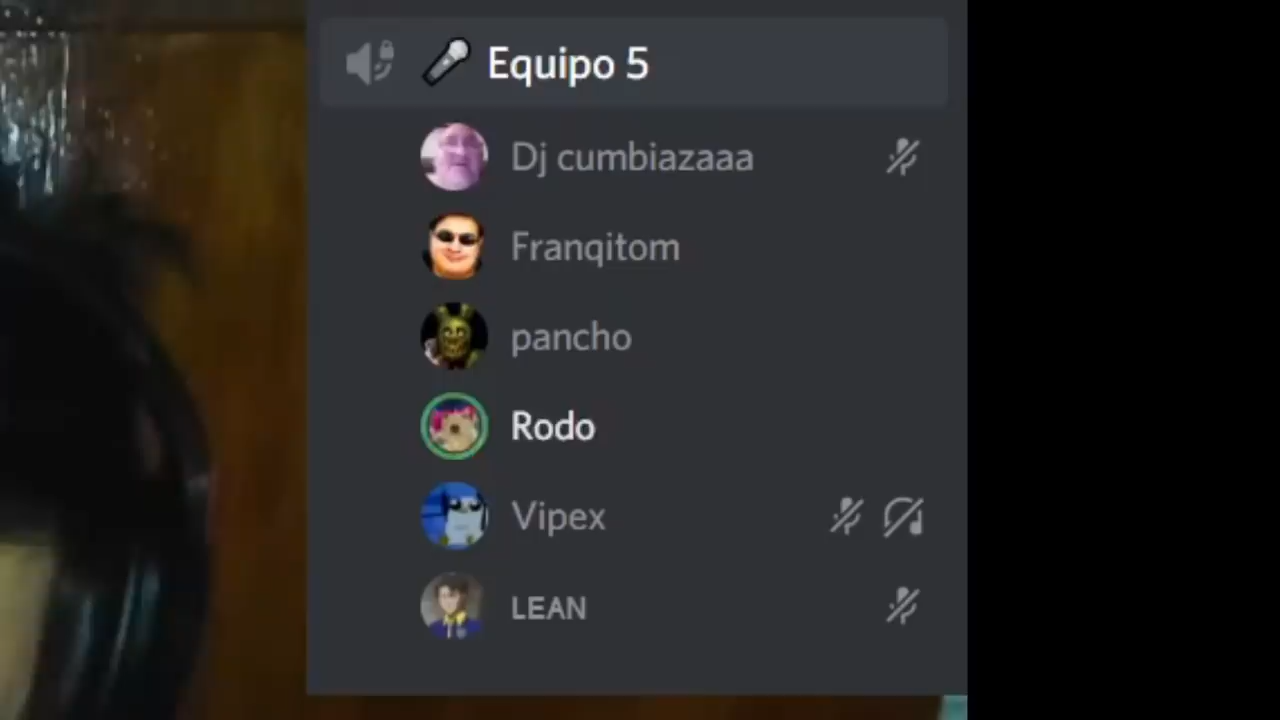 Equipo 5
Dj cumbiazaaa
Franqitom
pancho
Rodo
Vipex
LEAN